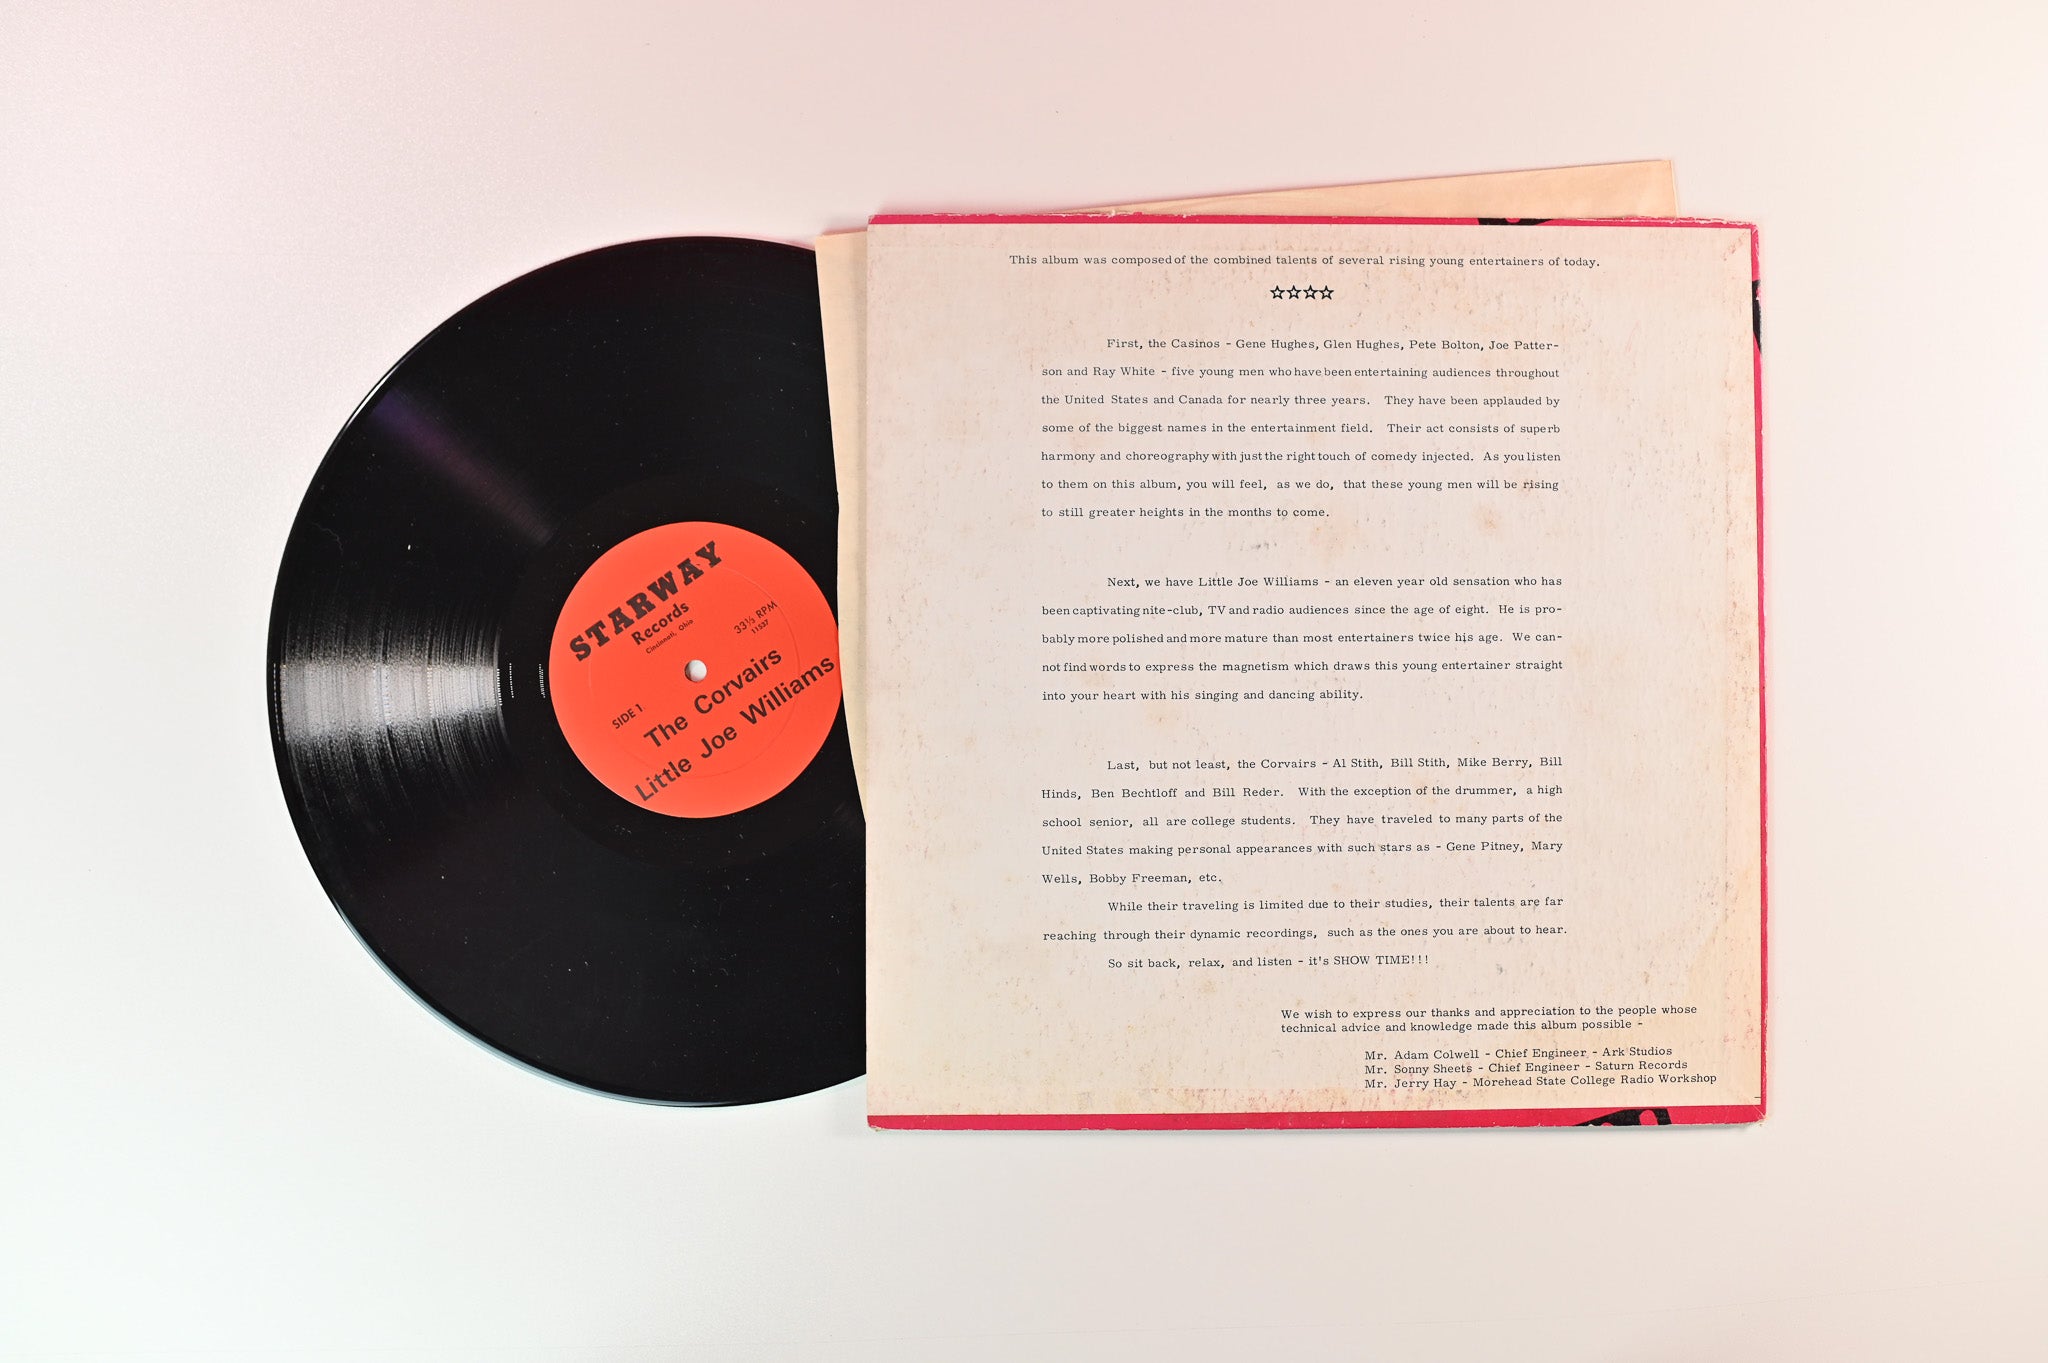 STARWAY
Records
Cincinnati, Ohio
33⅓ RPM
11537
SIDE 1
The Corvairs
Little Joe Williams
This album was composed of the combined talents of several rising young entertainers of today.
☆☆☆☆
First, the Casinos - Gene Hughes, Glen Hughes, Pete Bolton, Joe Patter-
son and Ray White - five young men who have been entertaining audiences throughout
the United States and Canada for nearly three years. They have been applauded by
some of the biggest names in the entertainment field. Their act consists of superb
harmony and choreography with just the right touch of comedy injected. As you listen
to them on this album, you will feel, as we do, that these young men will be rising
to still greater heights in the months to come.
Next, we have Little Joe Williams - an eleven year old sensation who has
been captivating nite-club, TV and radio audiences since the age of eight. He is pro-
bably more polished and more mature than most entertainers twice his age. We can-
not find words to express the magnetism which draws this young entertainer straight
into your heart with his singing and dancing ability.
Last, but not least, the Corvairs - Al Stith, Bill Stith, Mike Berry, Bill
Hinds, Ben Bechtloff and Bill Reder. With the exception of the drummer, a high
school senior, all are college students. They have traveled to many parts of the
United States making personal appearances with such stars as - Gene Pitney, Mary
Wells, Bobby Freeman, etc.
While their traveling is limited due to their studies, their talents are far
reaching through their dynamic recordings, such as the ones you are about to hear.
So sit back, relax, and listen - it's SHOW TIME!!!
We wish to express our thanks and appreciation to the people whose
technical advice and knowledge made this album possible -
Mr. Adam Colwell - Chief Engineer - Ark Studios
Mr. Sonny Sheets - Chief Engineer - Saturn Records
Mr. Jerry Hay - Morehead State College Radio Workshop